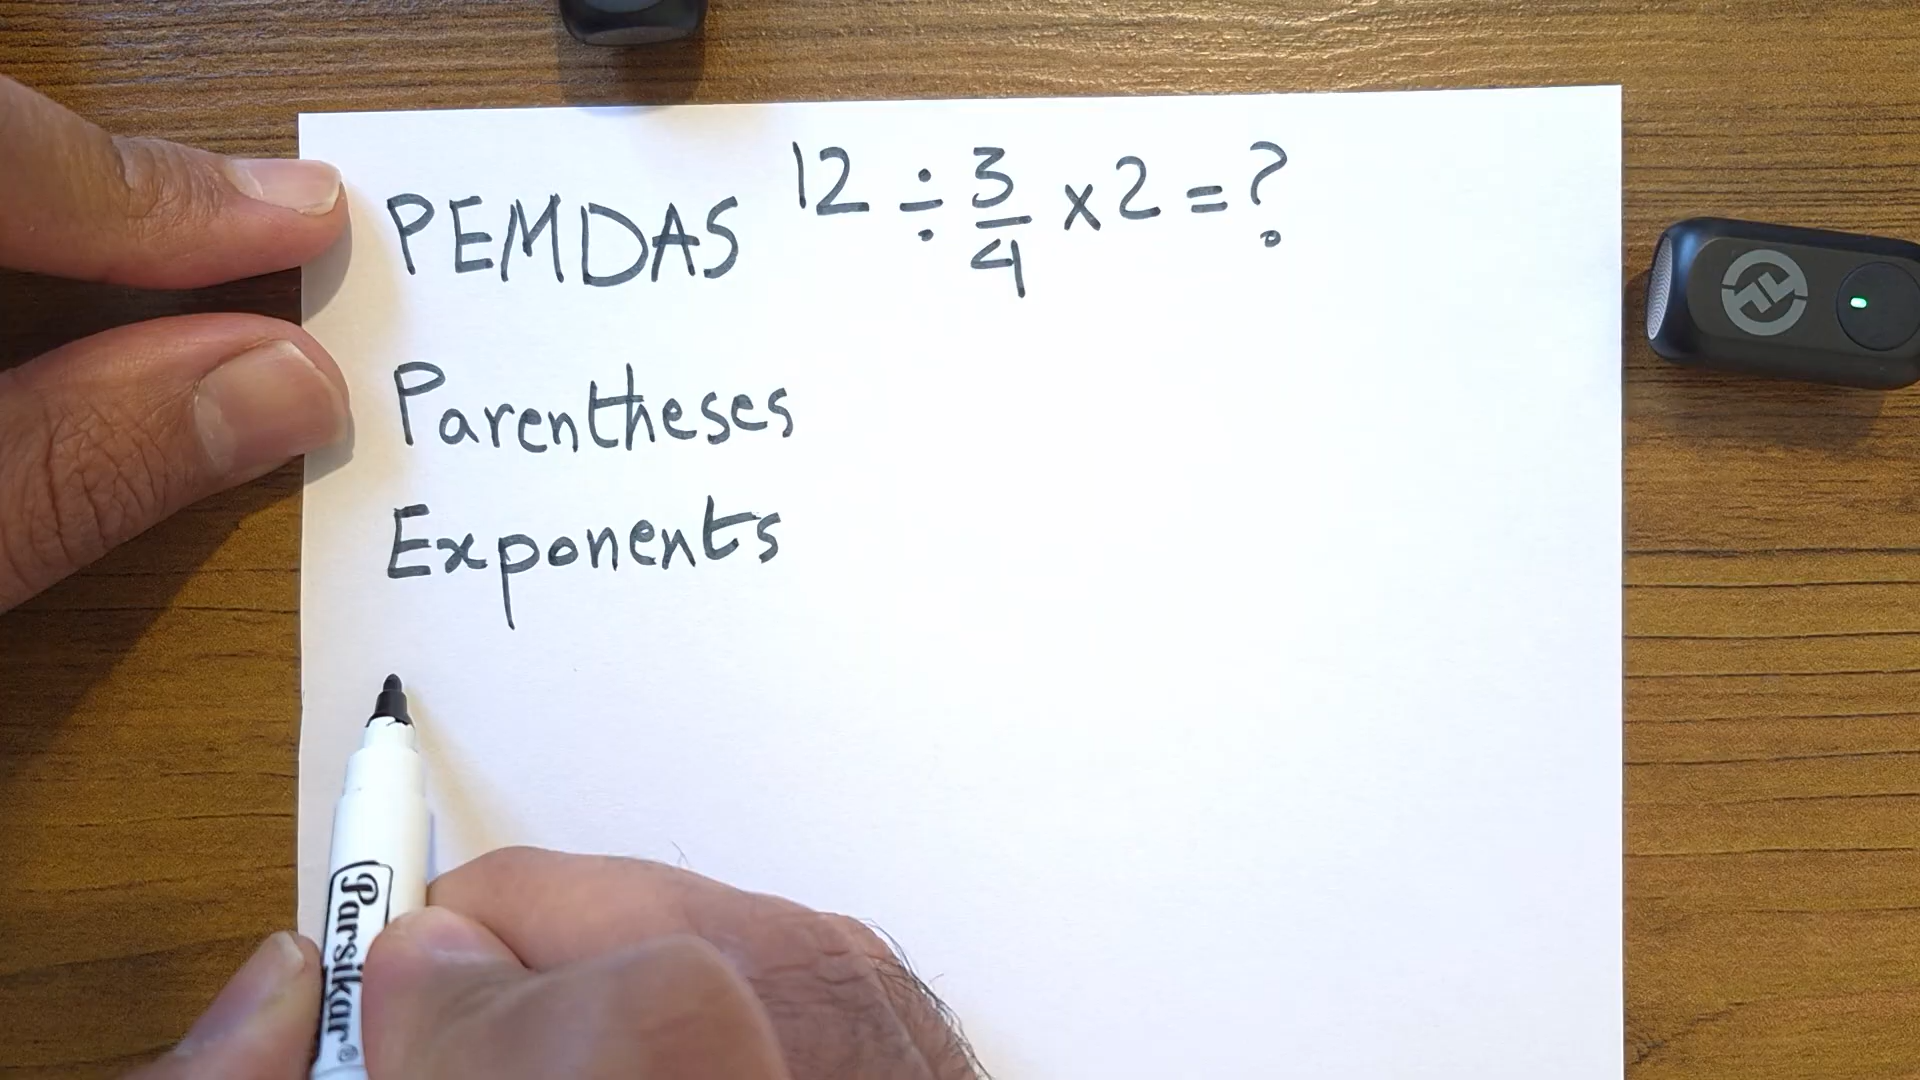 PEMDAS 12 ÷ 3/4 × 2 = ?
Parentheses
Exponents
Parsikar®